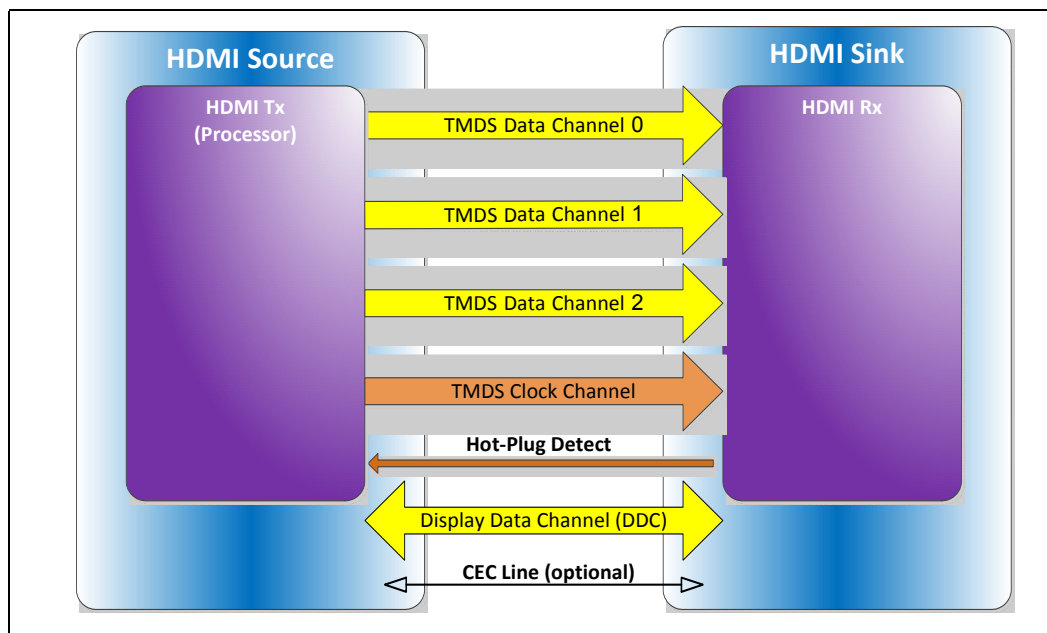 HDMI Source
HDMI Sink
HDMI Tx
(Processor)
HDMI Rx
TMDS Data Channel 0
TMDS Data Channel 1
TMDS Data Channel 2
TMDS Clock Channel
Hot-Plug Detect
Display Data Channel (DDC)
CEC Line (optional)